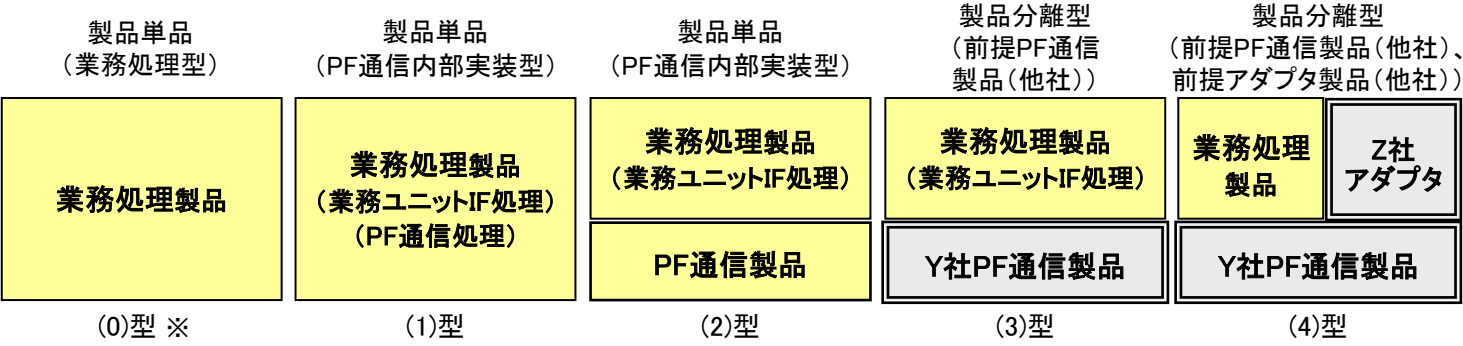 製品単品
（業務処理型）
業務処理製品
(0)型 ※
製品単品
（PF通信内部実装型）
業務処理製品
（業務ユニットIF処理）
（PF通信処理）
(1)型
製品単品
（PF通信内部実装型）
業務処理製品
（業務ユニットIF処理）
PF通信製品
(2)型
製品分離型
（前提PF通信
製品（他社））
業務処理製品
（業務ユニットIF処理）
Y社PF通信製品
(3)型
製品分離型
（前提PF通信製品（他社）、
前提アダプタ製品（他社））
業務処理
製品
Z社
アダプタ
Y社PF通信製品
(4)型